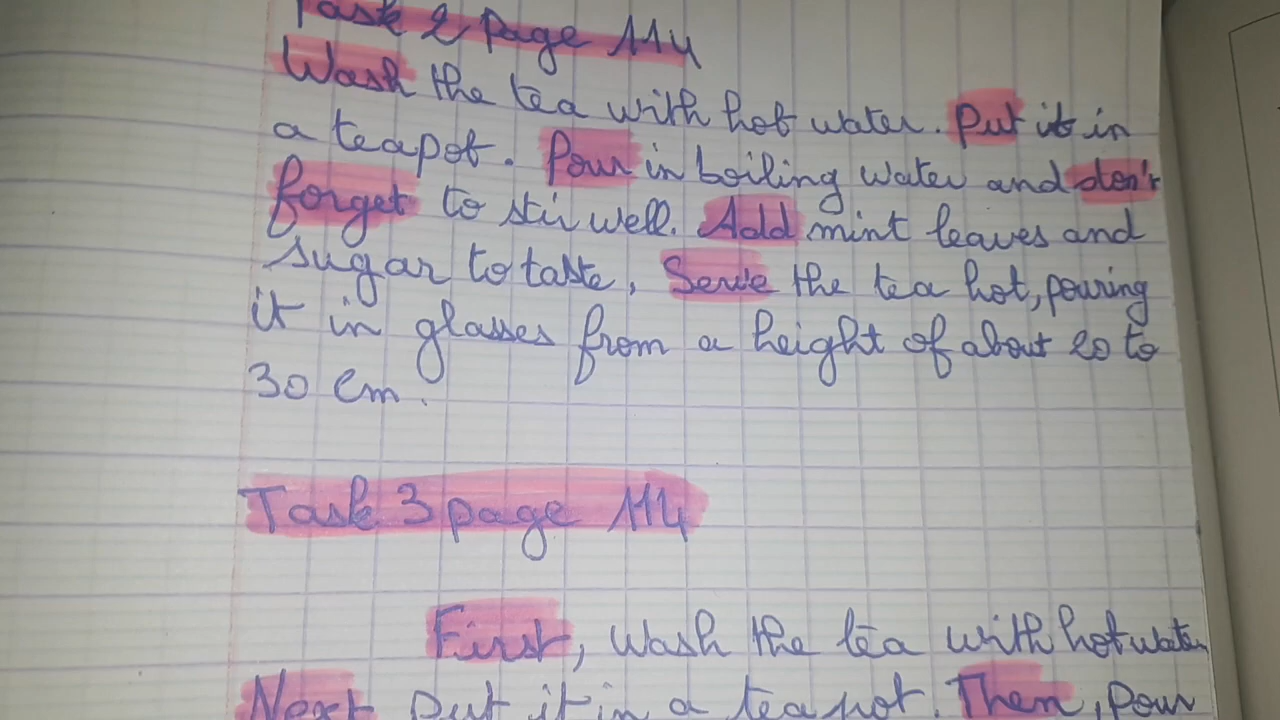 Task 2 Page 114
Wash the tea with hot water. Put it in
a teapot. Pour in boiling water and don't
forget to stir well. Add mint leaves and
sugar to taste, Serve the tea hot, pouring
it in glasses from a height of about 20 to
30 cm.
Task 3 page 114
First, wash the tea with hot water
Next put it in a teapot. Then, pour